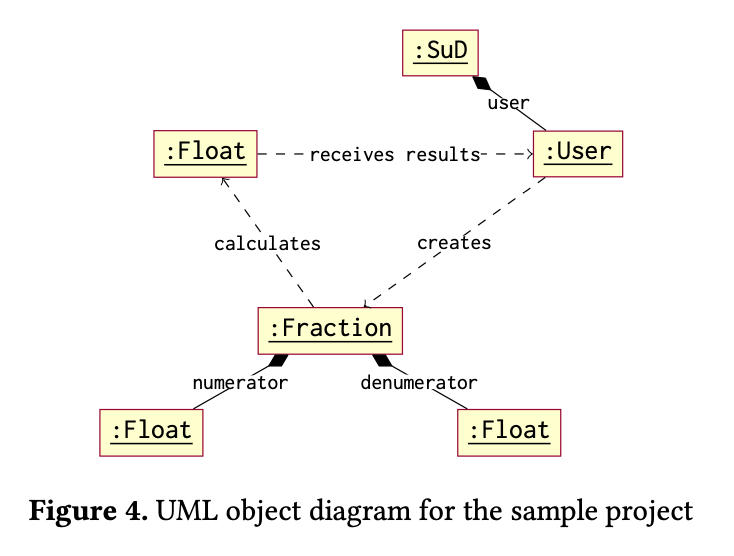 :SuD
user
:Float
receives results
:User
calculates
creates
:Fraction
numerator
denumerator
:Float
:Float
Figure 4. UML object diagram for the sample project